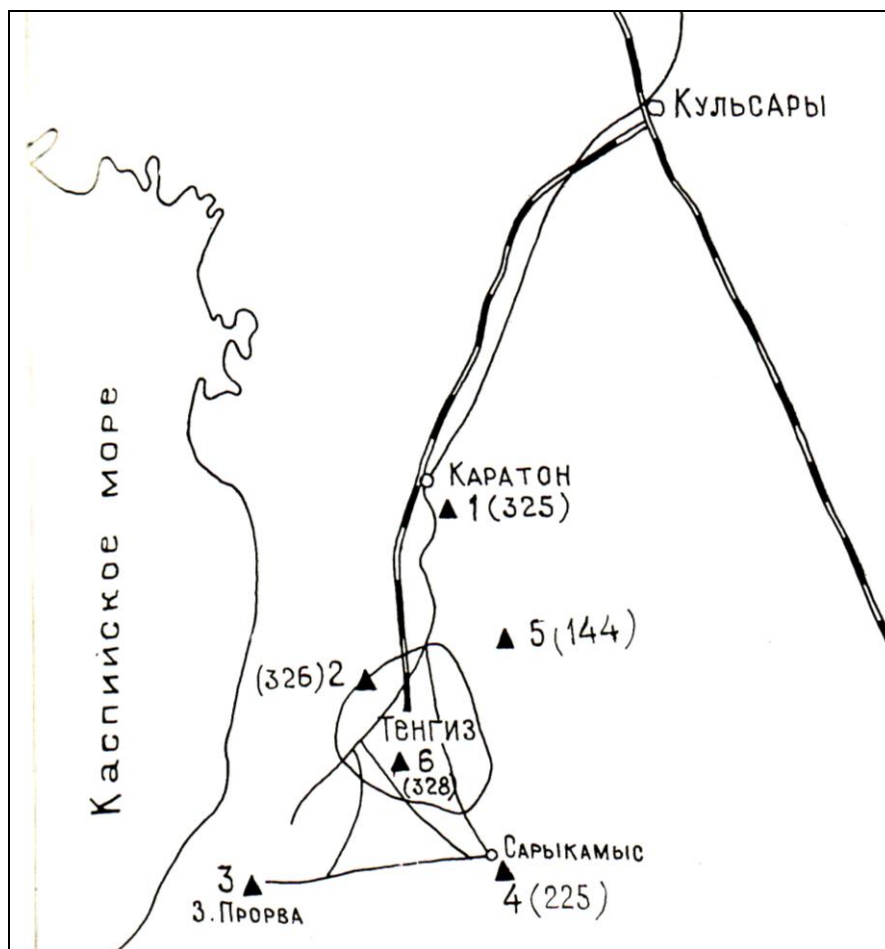 Кульсары
Каспийское море
Каратон
1(325)
5(144)
(326)2
Тенгиз
6
(328)
Сарыкамыс
3
З.Прорва
4(225)